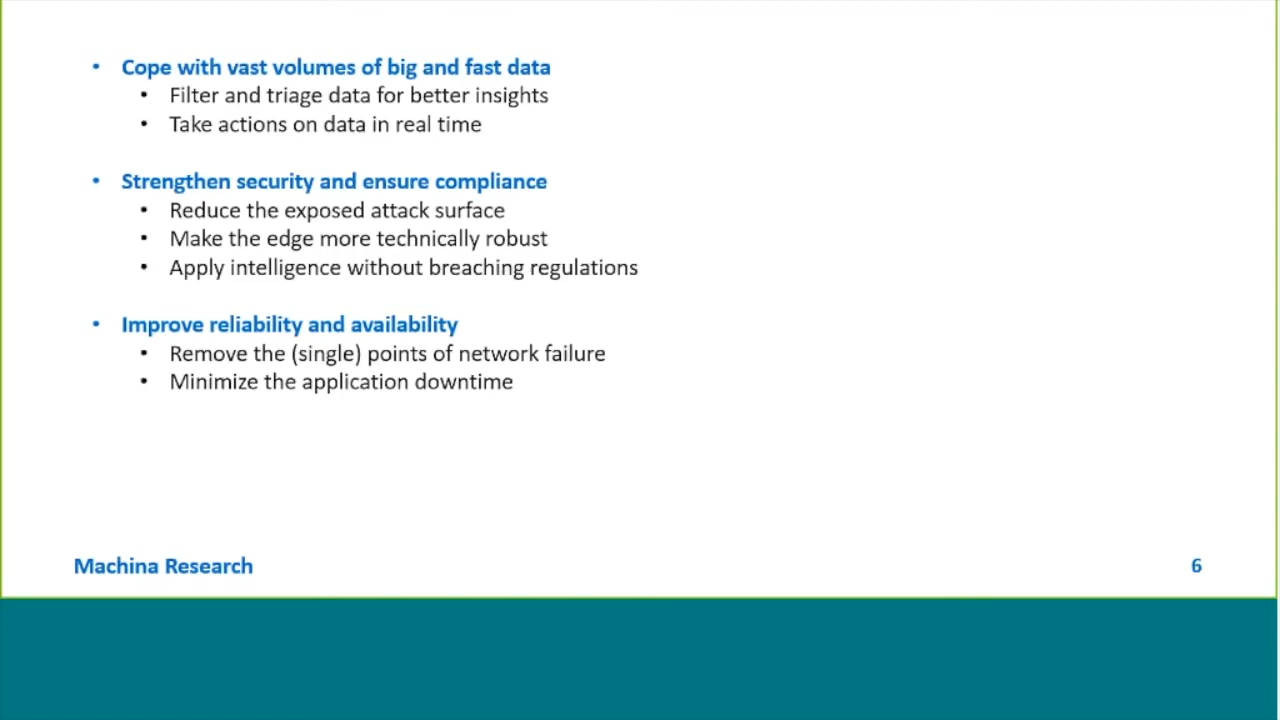 • Cope with vast volumes of big and fast data
• Filter and triage data for better insights
• Take actions on data in real time
• Strengthen security and ensure compliance
• Reduce the exposed attack surface
• Make the edge more technically robust
• Apply intelligence without breaching regulations
• Improve reliability and availability
• Remove the (single) points of network failure
• Minimize the application downtime
Machina Research
6